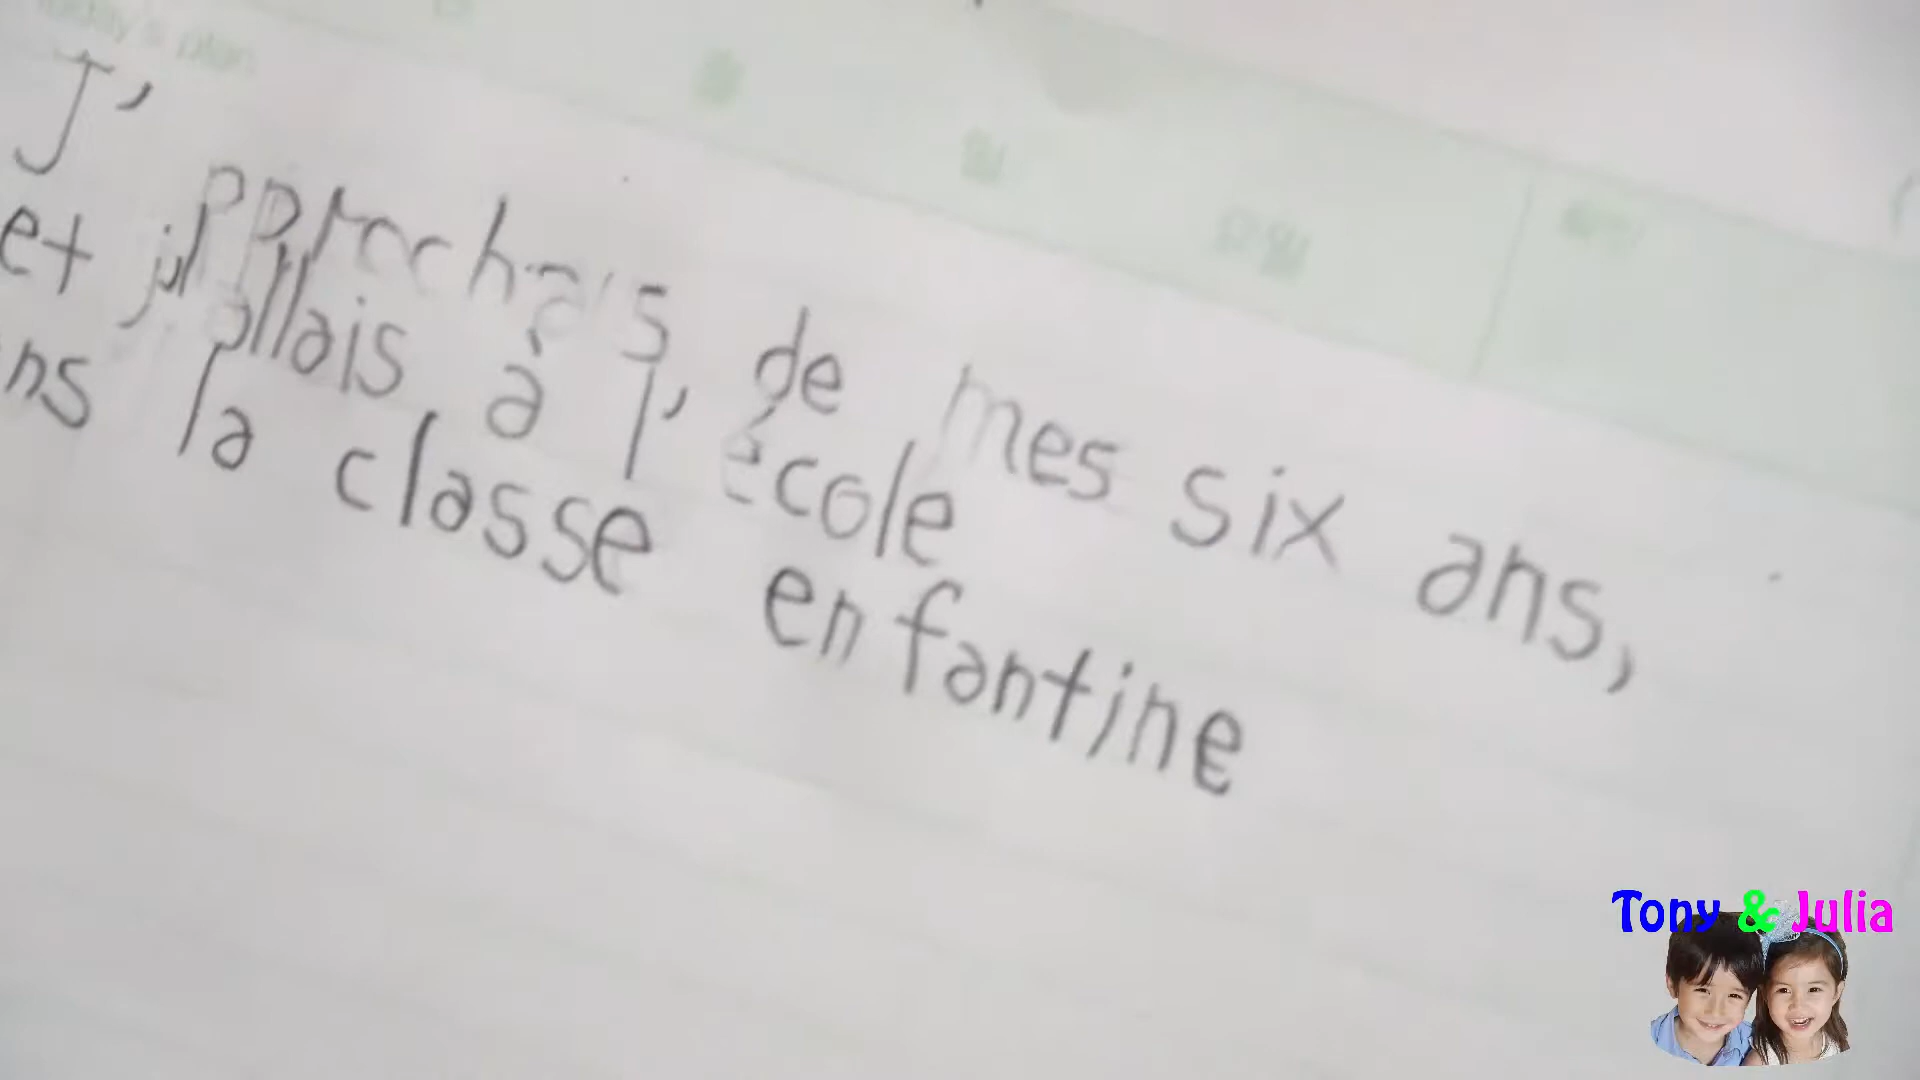 J'approchais de mes six ans,
et j'allais à l'école
ns la classe enfantine
Tony & Julia